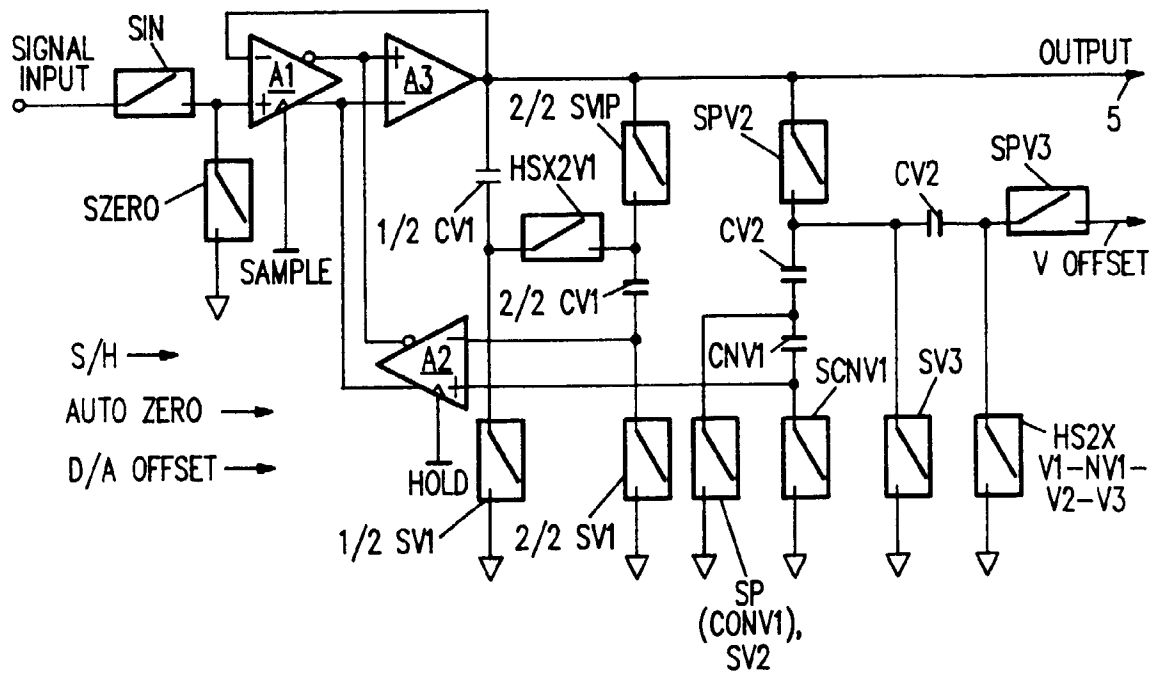 SIN
SIGNAL
INPUT
A1
A3
OUTPUT
5
2/2 SVIP
SPV2
SPV3
HSX2V1
CV2
SZERO
1/2 CV1
CV2
V OFFSET
SAMPLE
2/2 CV1
CNV1
SCNV1
SV3
A2
S/H
AUTO ZERO
D/A OFFSET
HOLD
HS2X
V1-NV1-
V2-V3
1/2 SV1
2/2 SV1
SP
(CONV1),
SV2